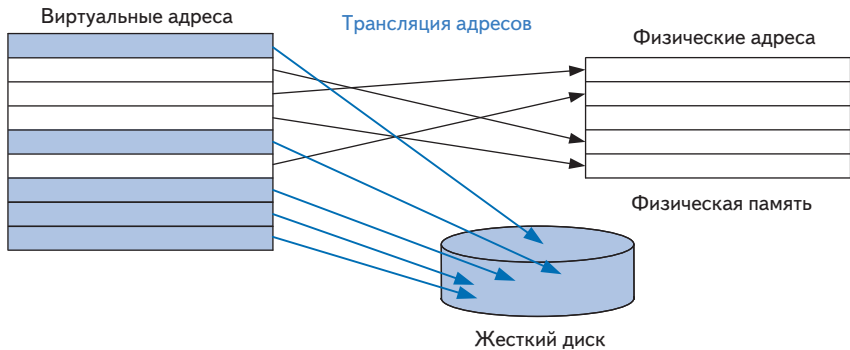 Виртуальные адреса
Трансляция адресов
Физические адреса
Физическая память
Жесткий диск